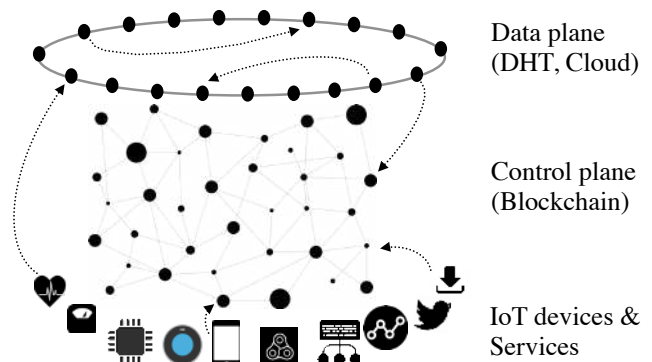 Data plane
(DHT, Cloud)
Control plane
(Blockchain)
IoT devices &
Services